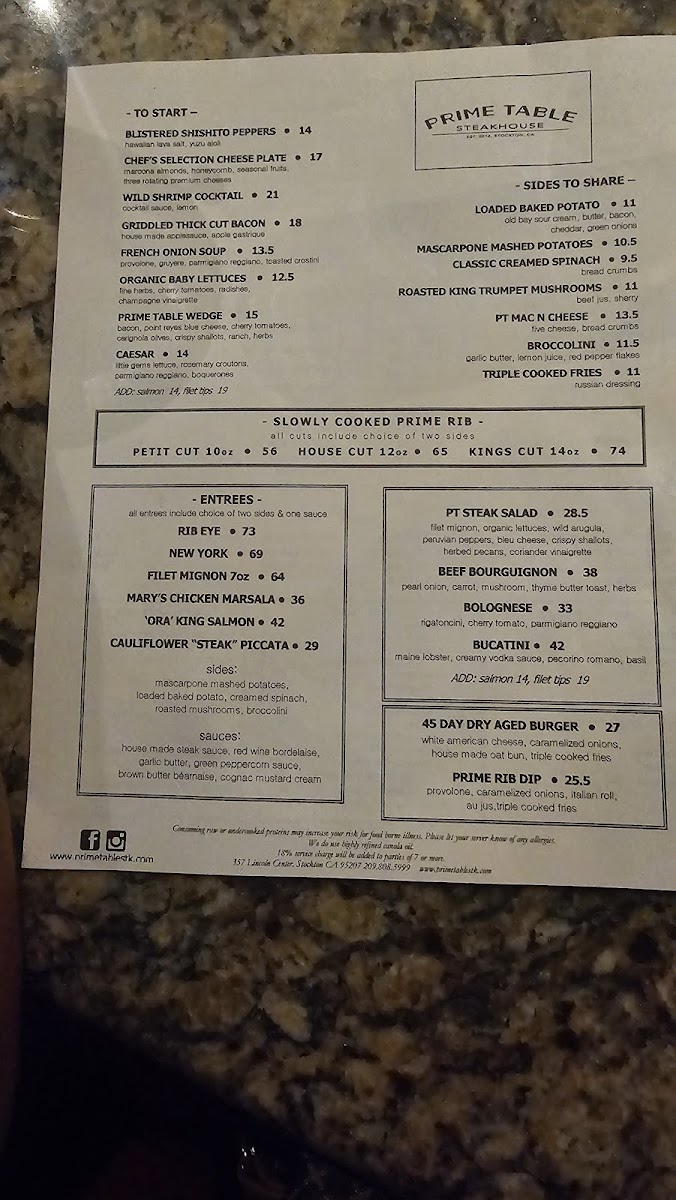 - TO START -
BLISTERED SHISHITO PEPPERS • 14
hawaiian lava salt, yuzu aioli
CHEF'S SELECTION CHEESE PLATE • 17
marcona almonds, honeycomb, seasonal fruits,
three rotating premium cheeses
WILD SHRIMP COCKTAIL • 21
cocktail sauce, lemon
GRIDDLED THICK CUT BACON • 18
house made applesauce, apple gastrique
FRENCH ONION SOUP • 13.5
provolone, gruyere, parmigiano reggiano, toasted crostini
ORGANIC BABY LETTUCES • 12.5
fine herbs, cherry tomatoes, radishes,
champagne vinaigrette
PRIME TABLE WEDGE • 15
bacon, point reyes blue cheese, cherry tomatoes,
cerignola olives, crispy shallots, ranch, herbs
CAESAR • 14
little gems lettuce, rosemary croutons,
parmigiano reggiano, boquerones
ADD: salmon 14, filet tips 19
PRIME TABLE
STEAKHOUSE
STOCKTON, CA
- SIDES TO SHARE -
LOADED BAKED POTATO • 11
old bay sour cream, butter, bacon,
cheddar, green onions
MASCARPONE MASHED POTATOES • 10.5
CLASSIC CREAMED SPINACH • 9.5
bread crumbs
ROASTED KING TRUMPET MUSHROOMS • 11
beef jus, sherry
PT MAC N CHEESE • 13.5
five cheese, bread crumbs
BROCCOLINI • 11.5
garlic butter, lemon juice, red pepper flakes
TRIPLE COOKED FRIES • 11
russian dressing
- SLOWLY COOKED PRIME RIB -
all cuts include choice of two sides
PETIT CUT 10oz • 56 HOUSE CUT 12oz • 65 KINGS CUT 14oz • 74
- ENTREES -
all entrees include choice of two sides & one sauce
RIB EYE • 73
NEW YORK • 69
FILET MIGNON 7oz • 64
MARY'S CHICKEN MARSALA • 36
'ORA' KING SALMON • 42
CAULIFLOWER "STEAK" PICCATA • 29
sides:
mascarpone mashed potatoes,
loaded baked potato, creamed spinach,
roasted mushrooms, broccolini
sauces:
house made steak sauce, red wine bordelaise,
garlic butter, green peppercorn sauce,
brown butter béarnaise, cognac mustard cream
PT STEAK SALAD • 28.5
filet mignon, organic lettuces, wild arugula,
peruvian peppers, bleu cheese, crispy shallots,
herbed pecans, coriander vinaigrette
BEEF BOURGUIGNON • 38
pearl onion, carrot, mushroom, thyme butter toast, herbs
BOLOGNESE • 33
rigatoncini, cherry tomato, parmigiano reggiano
BUCATINI • 42
maine lobster, creamy vodka sauce, pecorino romano, basil
ADD: salmon 14, filet tips 19
45 DAY DRY AGED BURGER • 27
white american cheese, caramelized onions,
house made oat bun, triple cooked fries
PRIME RIB DIP • 25.5
provolone, caramelized onions, italian roll,
au jus,triple cooked fries
www.primetablestk.com
Consuming raw or undercooked proteins may increase your risk for food borne illness. Please let your server know of any allergies.
We do use highly refined canola oil.
18% service charge will be added to parties of 7 or more.
357 Lincoln Center, Stockton CA 95207 209.808.5999 www.primetablestk.com